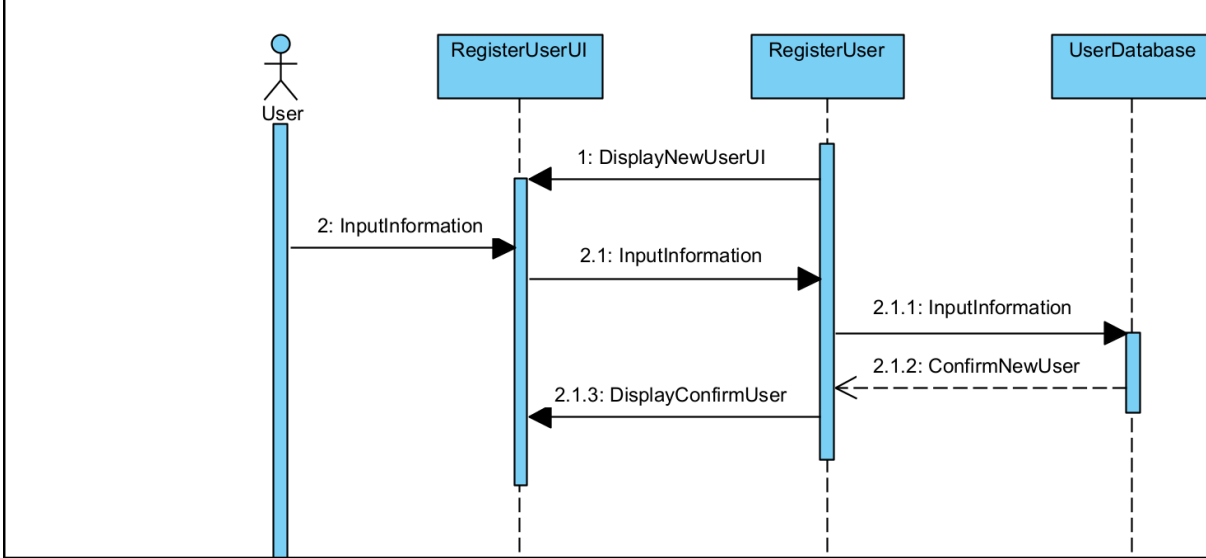 RegisterUserUI
RegisterUser
UserDatabase
User
1: DisplayNewUserUI
2: InputInformation
2.1: InputInformation
2.1.1: InputInformation
2.1.2: ConfirmNewUser
2.1.3: DisplayConfirmUser